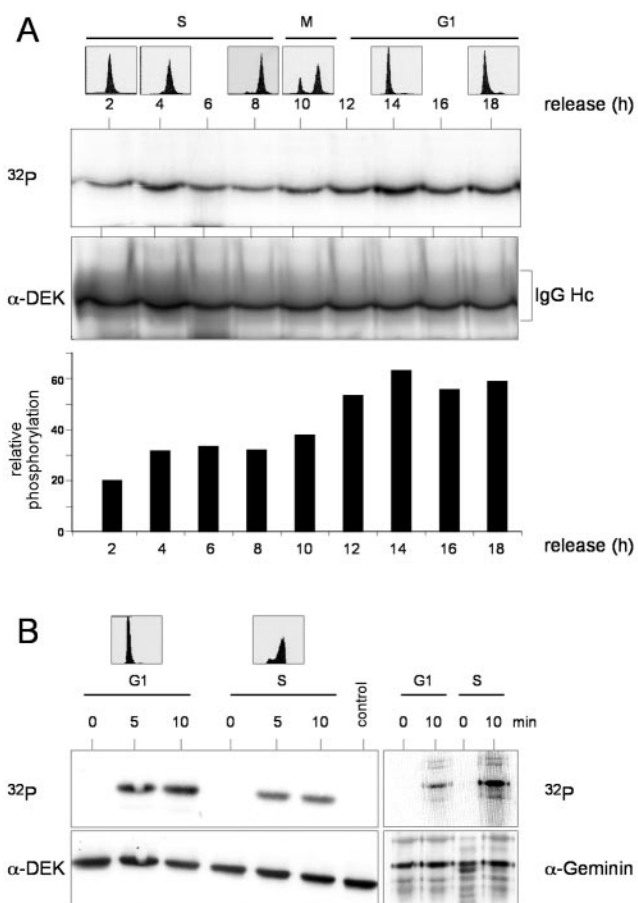 A
S M G1
2 4 6 8 10 12 14 16 18 release (h)
32P
α-DEK
IgG Hc
relative phosphorylation
60
40
20
0
2 4 6 8 10 12 14 16 18 release (h)
B
G1 S control G1 S
0 5 10 0 5 10 0 10 0 10 min
32P 32P
α-DEK α-Geminin